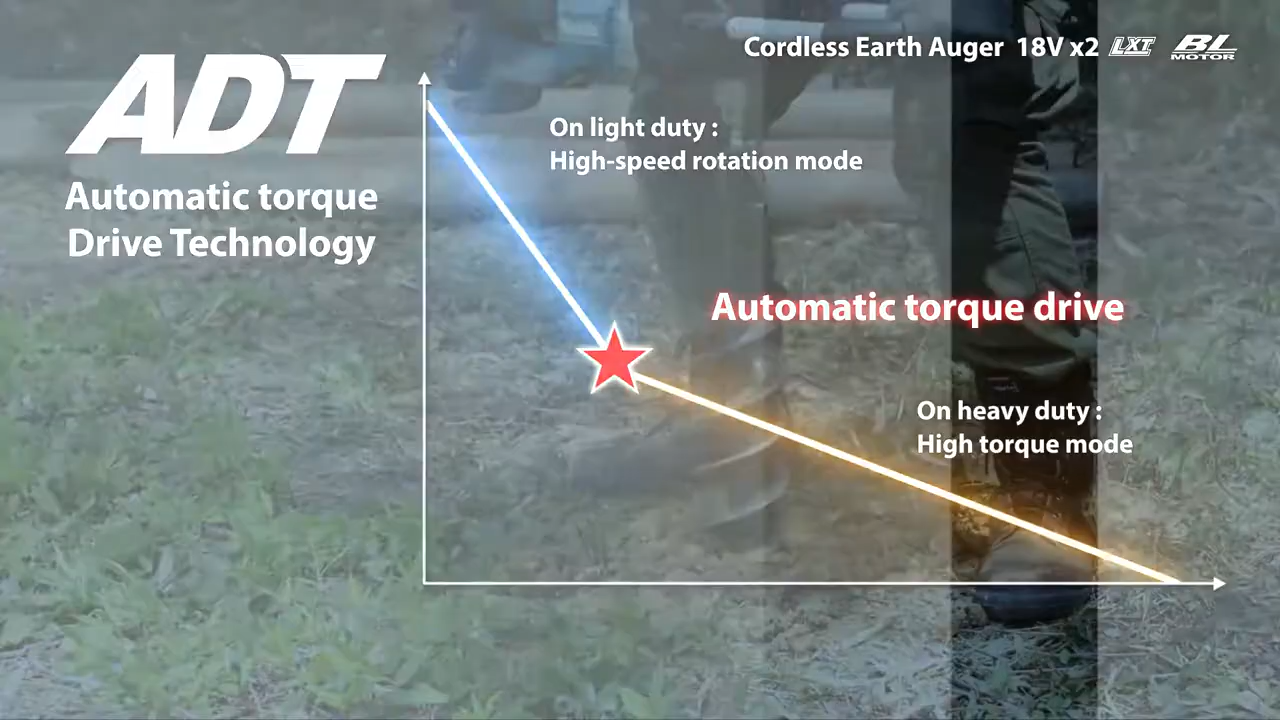 Cordless Earth Auger 18V x2 LXT BL MOTOR
ADT
Automatic torque
Drive Technology
On light duty :
High-speed rotation mode
Automatic torque drive
On heavy duty :
High torque mode